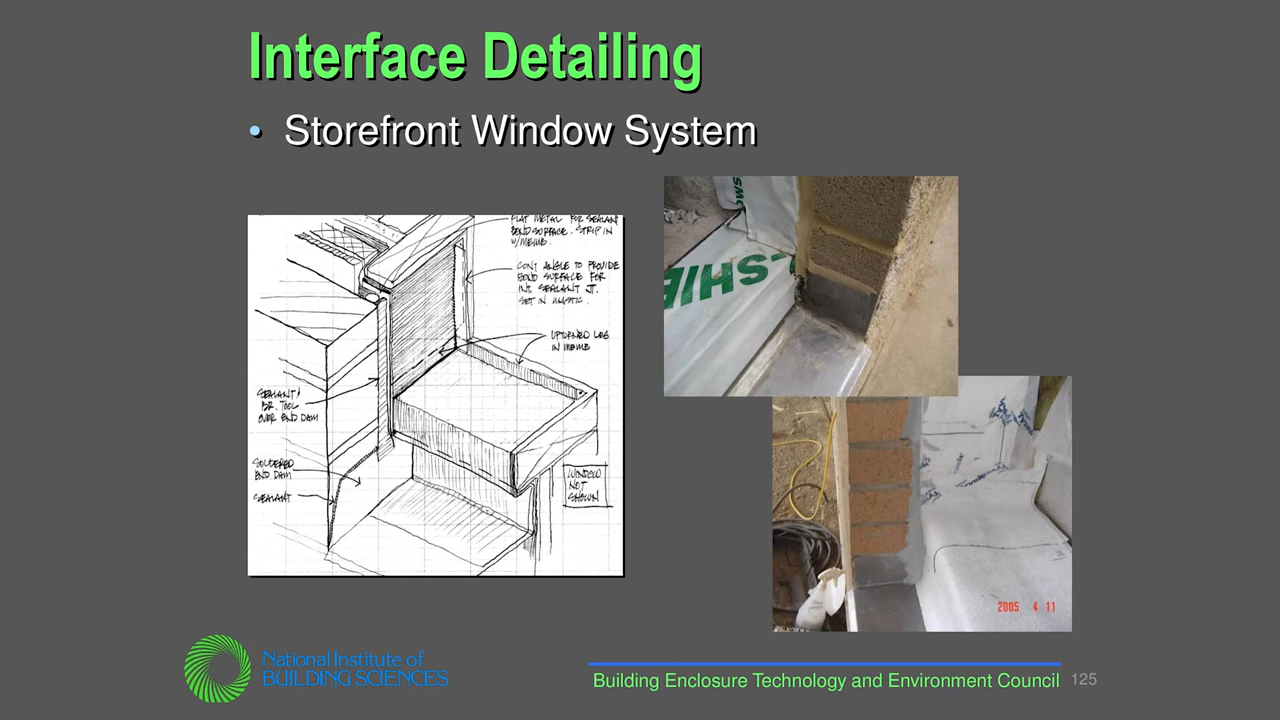 Interface Detailing
• Storefront Window System
FLAT METAL FOR SEALANT
BOND SURFACE. STRIP IN
W/MEMB.
CONT ANGLE TO PROVIDE
BOND SURFACE FOR
INT. SEALANT JT.
SET IN MASTIC.
UPTURNED LEG
IN MEMB
SEALANT/
BR. TOOL
OVER END DAM
SOLDERED
END DAM
SEALANT
WINDOW
NOT
SHOWN
SHIE
2005 4 11
National Institute of
BUILDING SCIENCES
Building Enclosure Technology and Environment Council
125